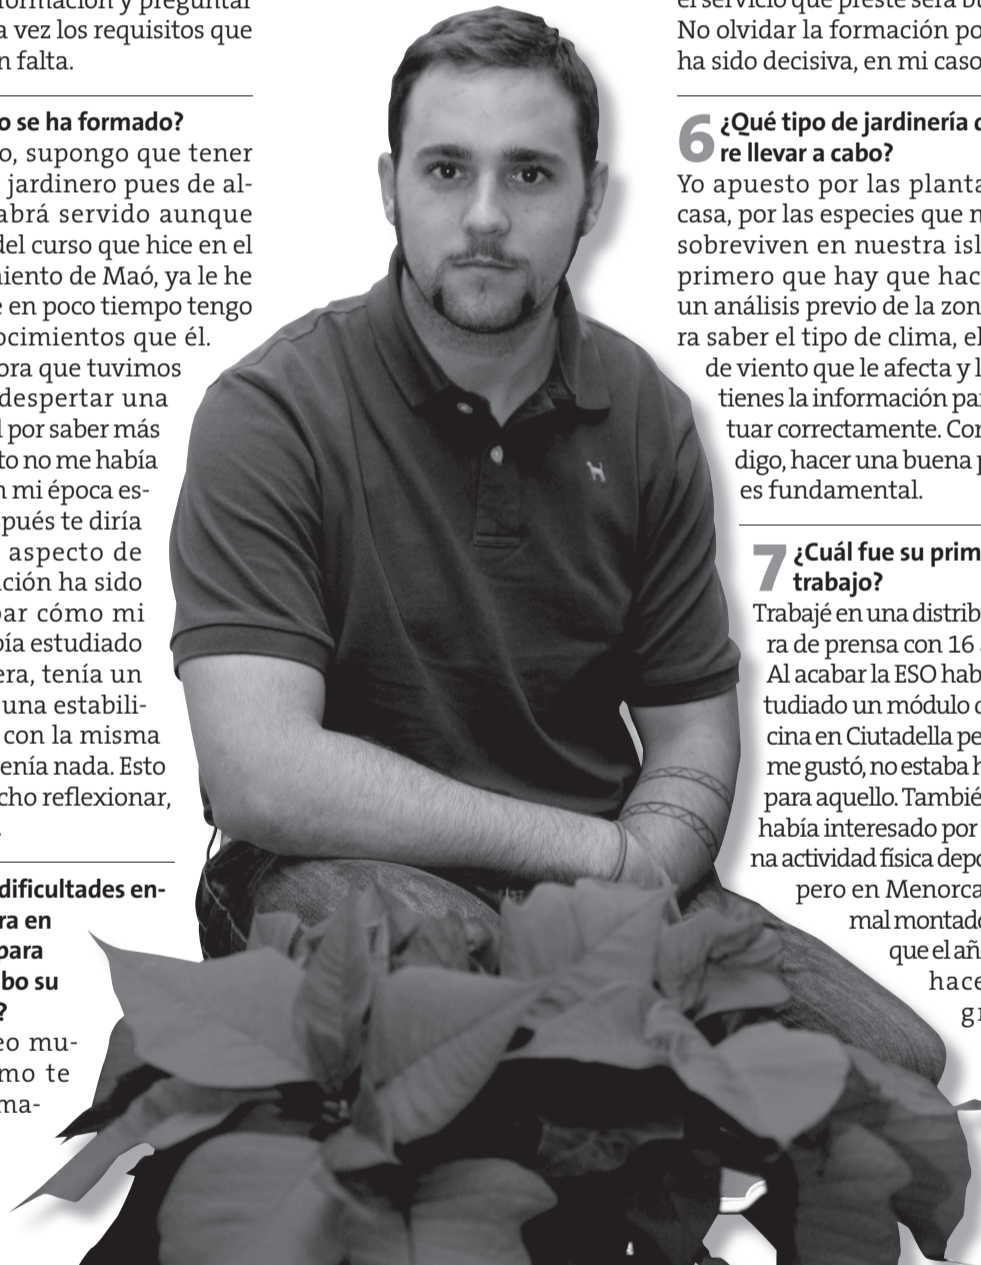 formación y preguntar
a vez los requisitos que
n falta.
o se ha formado?
o, supongo que tener
jardinero pues de al-
abrá servido aunque
del curso que hice en el
miento de Maó, ya le he
e en poco tiempo tengo
ocimientos que él.
ora que tuvimos
despertar una
l por saber más
to no me había
n mi época es-
spués te diría
aspecto de
ción ha sido
bar cómo mi
bía estudiado
era, tenía un
una estabili-
con la misma
enía nada. Esto
cho reflexionar,
.
dificultades en-
ra en
para
bo su
?
eo mu-
mo te
ma-
el servicio que preste será bu
No olvidar la formación po
ha sido decisiva, en mi caso
6 ¿Qué tipo de jardinería q
re llevar a cabo?
Yo apuesto por las planta
casa, por las especies que m
sobreviven en nuestra isl
primero que hay que hac
un análisis previo de la zon
ra saber el tipo de clima, el
de viento que le afecta y l
tienes la información par
tuar correctamente. Con
digo, hacer una buena p
es fundamental.
7 ¿Cuál fue su prim
trabajo?
Trabajé en una distrib
ra de prensa con 16
Al acabar la ESO hab
tudiado un módulo d
cina en Ciutadella pe
me gustó, no estaba h
para aquello. Tambié
había interesado por
na actividad física depo
pero en Menorca
mal montado
que el añ
hace
gr